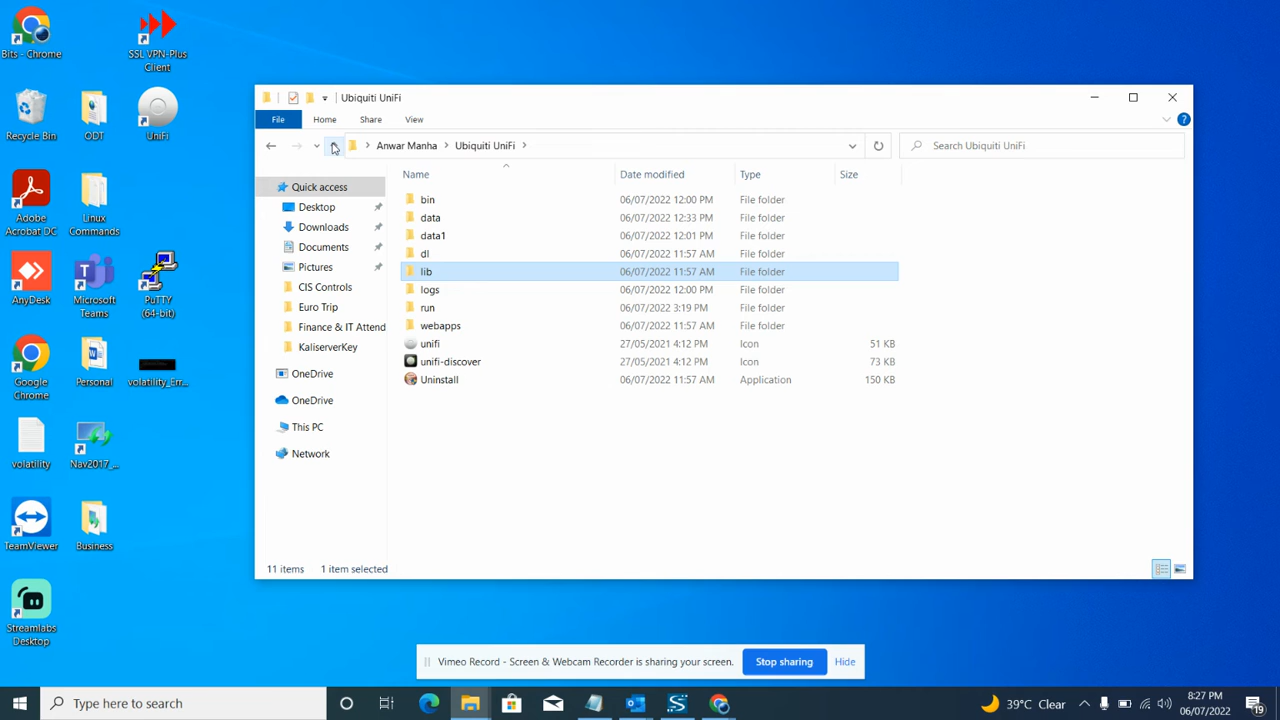 Bits - Chrome
SSL VPN-Plus
Client
Recycle Bin
ODT
UniFi
Adobe
Acrobat DC
Linux
Commands
AnyDesk
Microsoft
Teams
PuTTY
(64-bit)
Google
Chrome
Personal
volatility_Err...
volatility
Nav2017_...
TeamViewer
Business
Streamlabs
Desktop
Ubiquiti UniFi
File Home Share View
Anwar Manha Ubiquiti UniFi
Search Ubiquiti UniFi
Quick access
Desktop
Downloads
Documents
Pictures
CIS Controls
Euro Trip
Finance & IT Attend
KaliserverKey
OneDrive
OneDrive
This PC
Network
Name Date modified Type Size
bin 06/07/2022 12:00 PM File folder
data 06/07/2022 12:33 PM File folder
data1 06/07/2022 12:01 PM File folder
dl 06/07/2022 11:57 AM File folder
lib 06/07/2022 11:57 AM File folder
logs 06/07/2022 12:00 PM File folder
run 06/07/2022 3:19 PM File folder
webapps 06/07/2022 11:57 AM File folder
unifi 27/05/2021 4:12 PM Icon 51 KB
unifi-discover 27/05/2021 4:12 PM Icon 73 KB
Uninstall 06/07/2022 11:57 AM Application 150 KB
11 items 1 item selected
Vimeo Record - Screen & Webcam Recorder is sharing your screen. Stop sharing Hide
Type here to search
39°C Clear
8:27 PM
06/07/2022
19